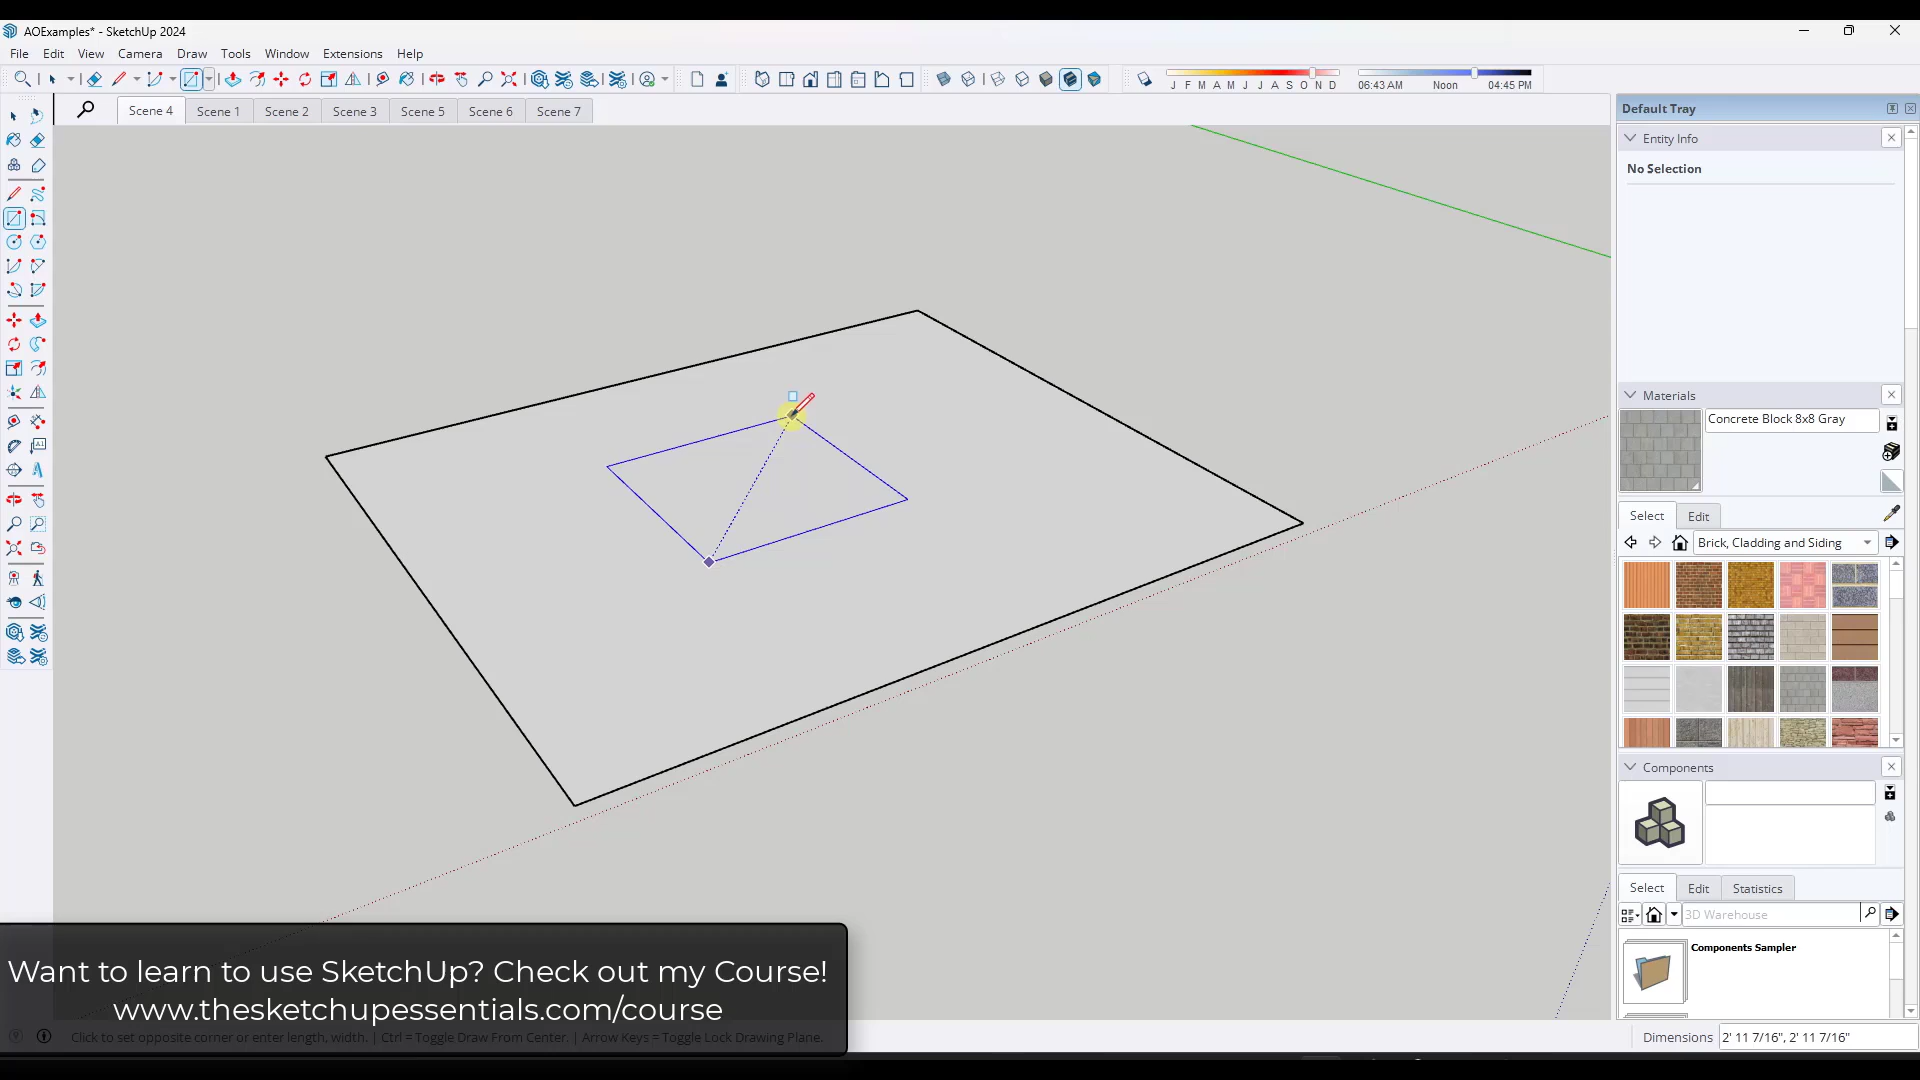 AOExamples* - SketchUp 2024
File Edit View Camera Draw Tools Window Extensions Help
J F M A M J J A S O N D
06:43 AM Noon 04:45 PM
Scene 4 Scene 1 Scene 2 Scene 3 Scene 5 Scene 6 Scene 7
Default Tray
Entity Info
No Selection
Materials
Concrete Block 8x8 Gray
Select Edit
Brick, Cladding and Siding
Components
Select Edit Statistics
3D Warehouse
Components Sampler
Want to learn to use SketchUp? Check out my Course!
www.thesketchupessentials.com/course
Click to set opposite corner or enter length, width. | Ctrl = Toggle Draw From Center. | Arrow Keys = Toggle Lock Drawing Plane.
Dimensions 2' 11 7/16", 2' 11 7/16"